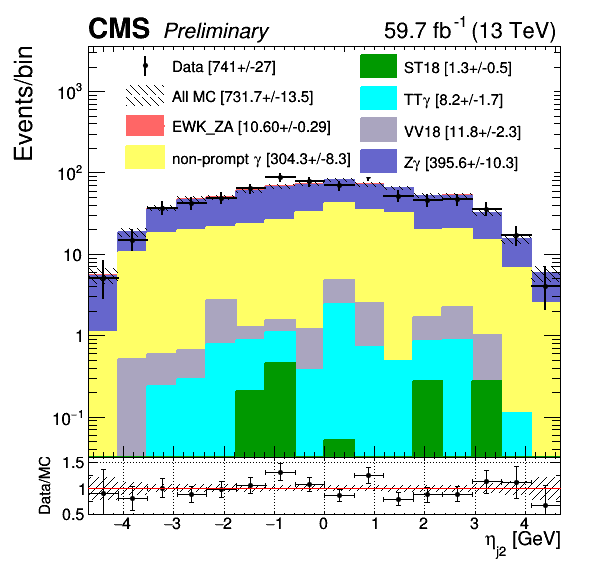 CMS Preliminary 59.7 fb⁻¹ (13 TeV)
Events/bin
Data [741+/-27]
All MC [731.7+/-13.5]
EWK_ZA [10.60+/-0.29]
non-prompt γ [304.3+/-8.3]
ST18 [1.3+/-0.5]
TTγ [8.2+/-1.7]
VV18 [11.8+/-2.3]
Zγ [395.6+/-10.3]
10³
10²
10
1
10⁻¹
Data/MC
1.5
1
0.5
−4 −3 −2 −1 0 1 2 3 4
η_j2 [GeV]